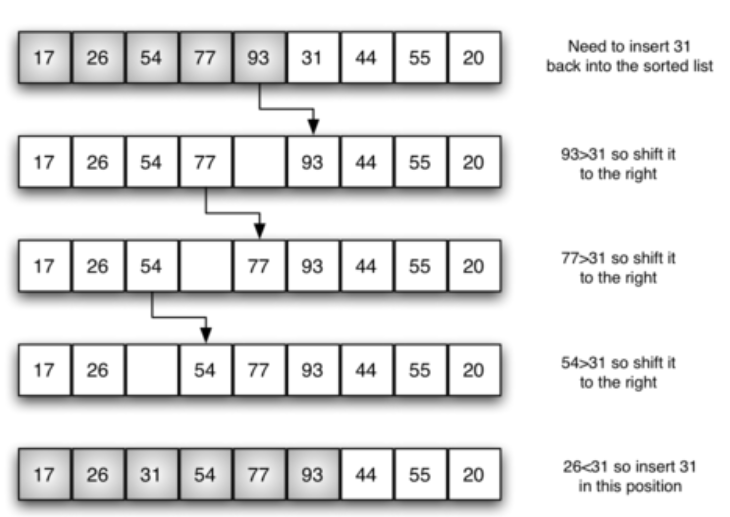 17 26 54 77 93 31 44 55 20
Need to insert 31
back into the sorted list
17 26 54 77 93 44 55 20
93>31 so shift it
to the right
17 26 54 77 93 44 55 20
77>31 so shift it
to the right
17 26 54 77 93 44 55 20
54>31 so shift it
to the right
17 26 31 54 77 93 44 55 20
26<31 so insert 31
in this position